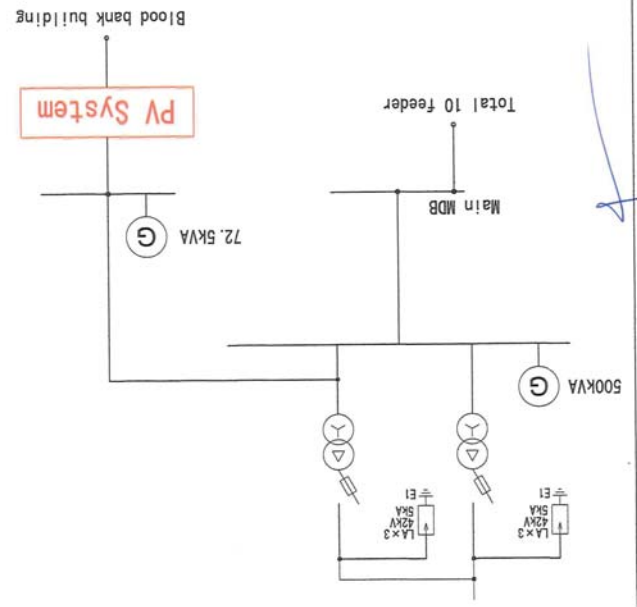 LA×3
42kV
5kA
E1
LA×3
42kV
5kA
E1
500kVA G
72.5kVA G
Main MDB
PV System
Total 10 feeder
Blood bank building